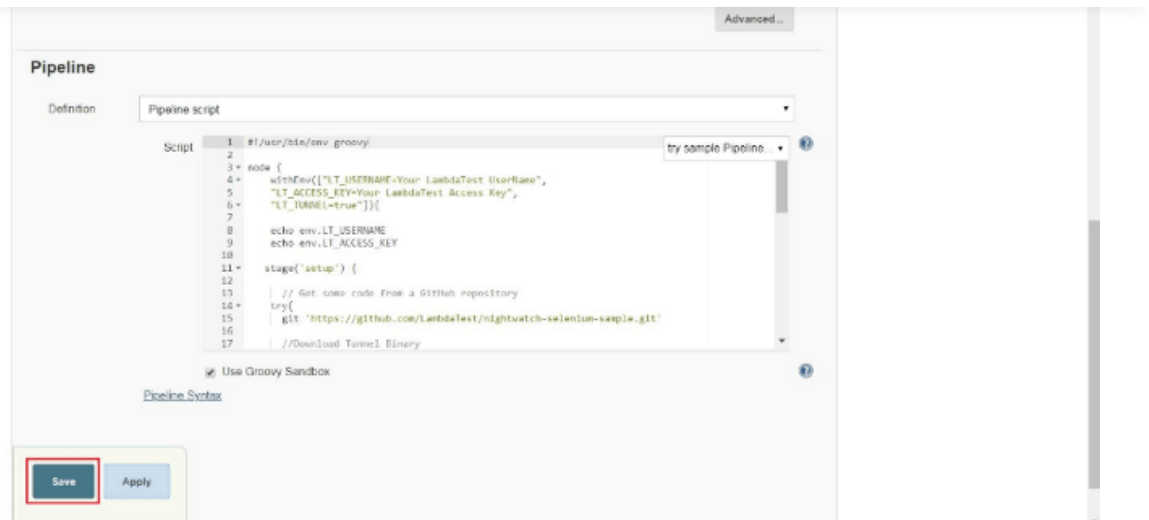 Advanced...
Pipeline
Definition
Pipeline script
Script
try sample Pipeline...
1 #!/usr/bin/env groovy
2
3 node {
4 withEnv(["LT_USERNAME=Your LambdaTest UserName",
5 "LT_ACCESS_KEY=Your LambdaTest Access Key",
6 "LT_TUNNEL=true"]){
7
8 echo env.LT_USERNAME
9 echo env.LT_ACCESS_KEY
10
11 stage('setup') {
12
13 // Get some code from a GitHub repository
14 try{
15 git 'https://github.com/LambdaTest/nightwatch-selenium-sample.git'
16
17 //Download Tunnel Binary
Use Groovy Sandbox
Pipeline Syntax
Save
Apply